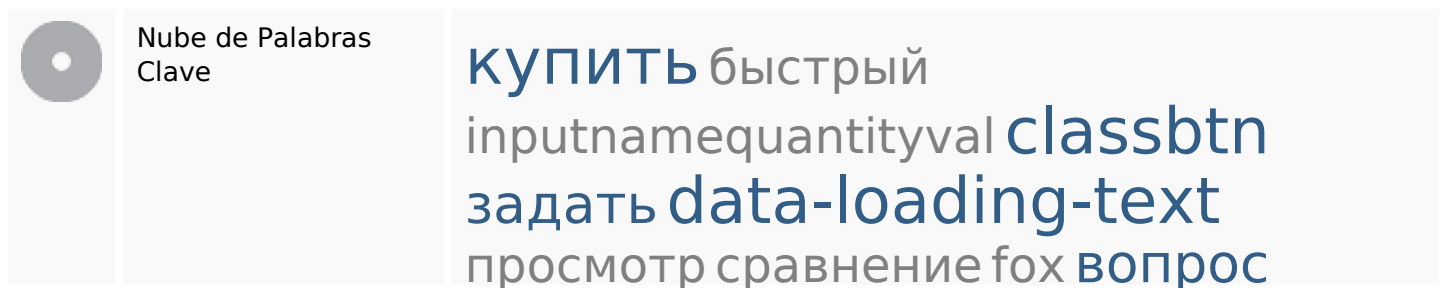 Nube de Palabras
Clave
купить быстрый
inputnamequantityval classbtn
задать data-loading-text
просмотр сравнение fox вопрос